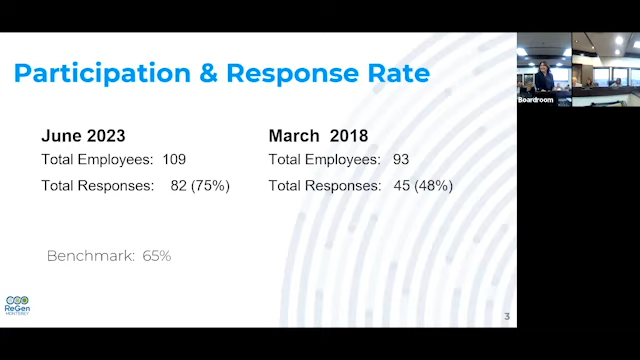 Participation & Response Rate
June 2023
Total Employees: 109
Total Responses: 82 (75%)
March 2018
Total Employees: 93
Total Responses: 45 (48%)
Benchmark: 65%
ReGen
MONTEREY
3
Boardroom